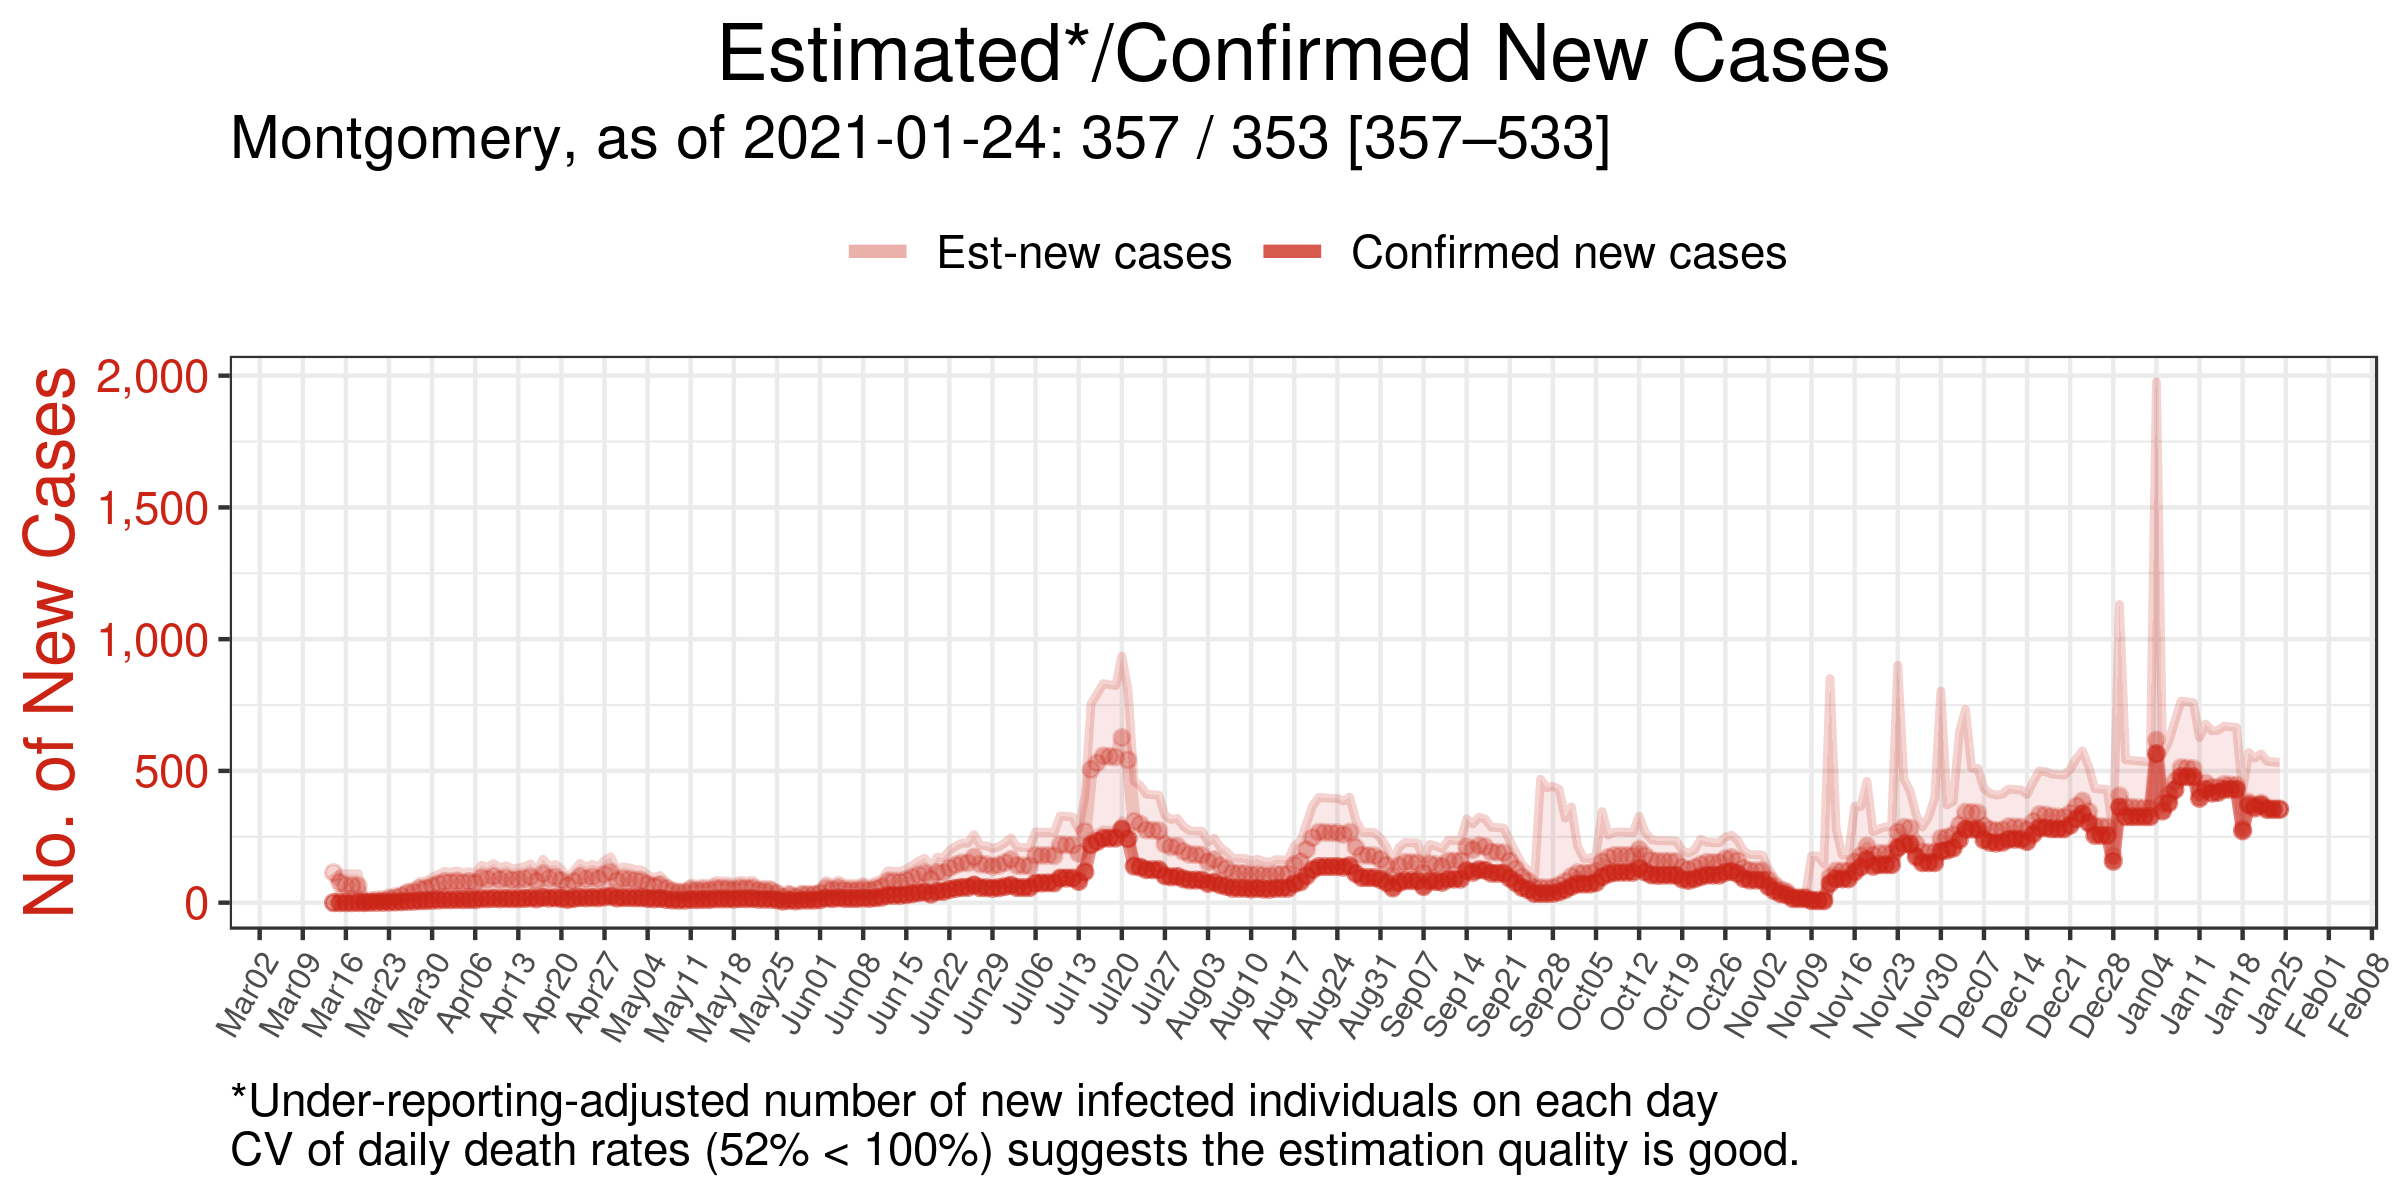 Estimated*/Confirmed New Cases
Montgomery, as of 2021-01-24: 357 / 353 [357–533]
Est-new cases Confirmed new cases
No. of New Cases
2,000
1,500
1,000
500
0
Mar02 Mar09 Mar16 Mar23 Mar30 Apr06 Apr13 Apr20 Apr27 May04 May11 May18 May25 Jun01 Jun08 Jun15 Jun22 Jun29 Jul06 Jul13 Jul20 Jul27 Aug03 Aug10 Aug17 Aug24 Aug31 Sep07 Sep14 Sep21 Sep28 Oct05 Oct12 Oct19 Oct26 Nov02 Nov09 Nov16 Nov23 Nov30 Dec07 Dec14 Dec21 Dec28 Jan04 Jan11 Jan18 Jan25 Feb01 Feb08
*Under-reporting-adjusted number of new infected individuals on each day
CV of daily death rates (52% < 100%) suggests the estimation quality is good.